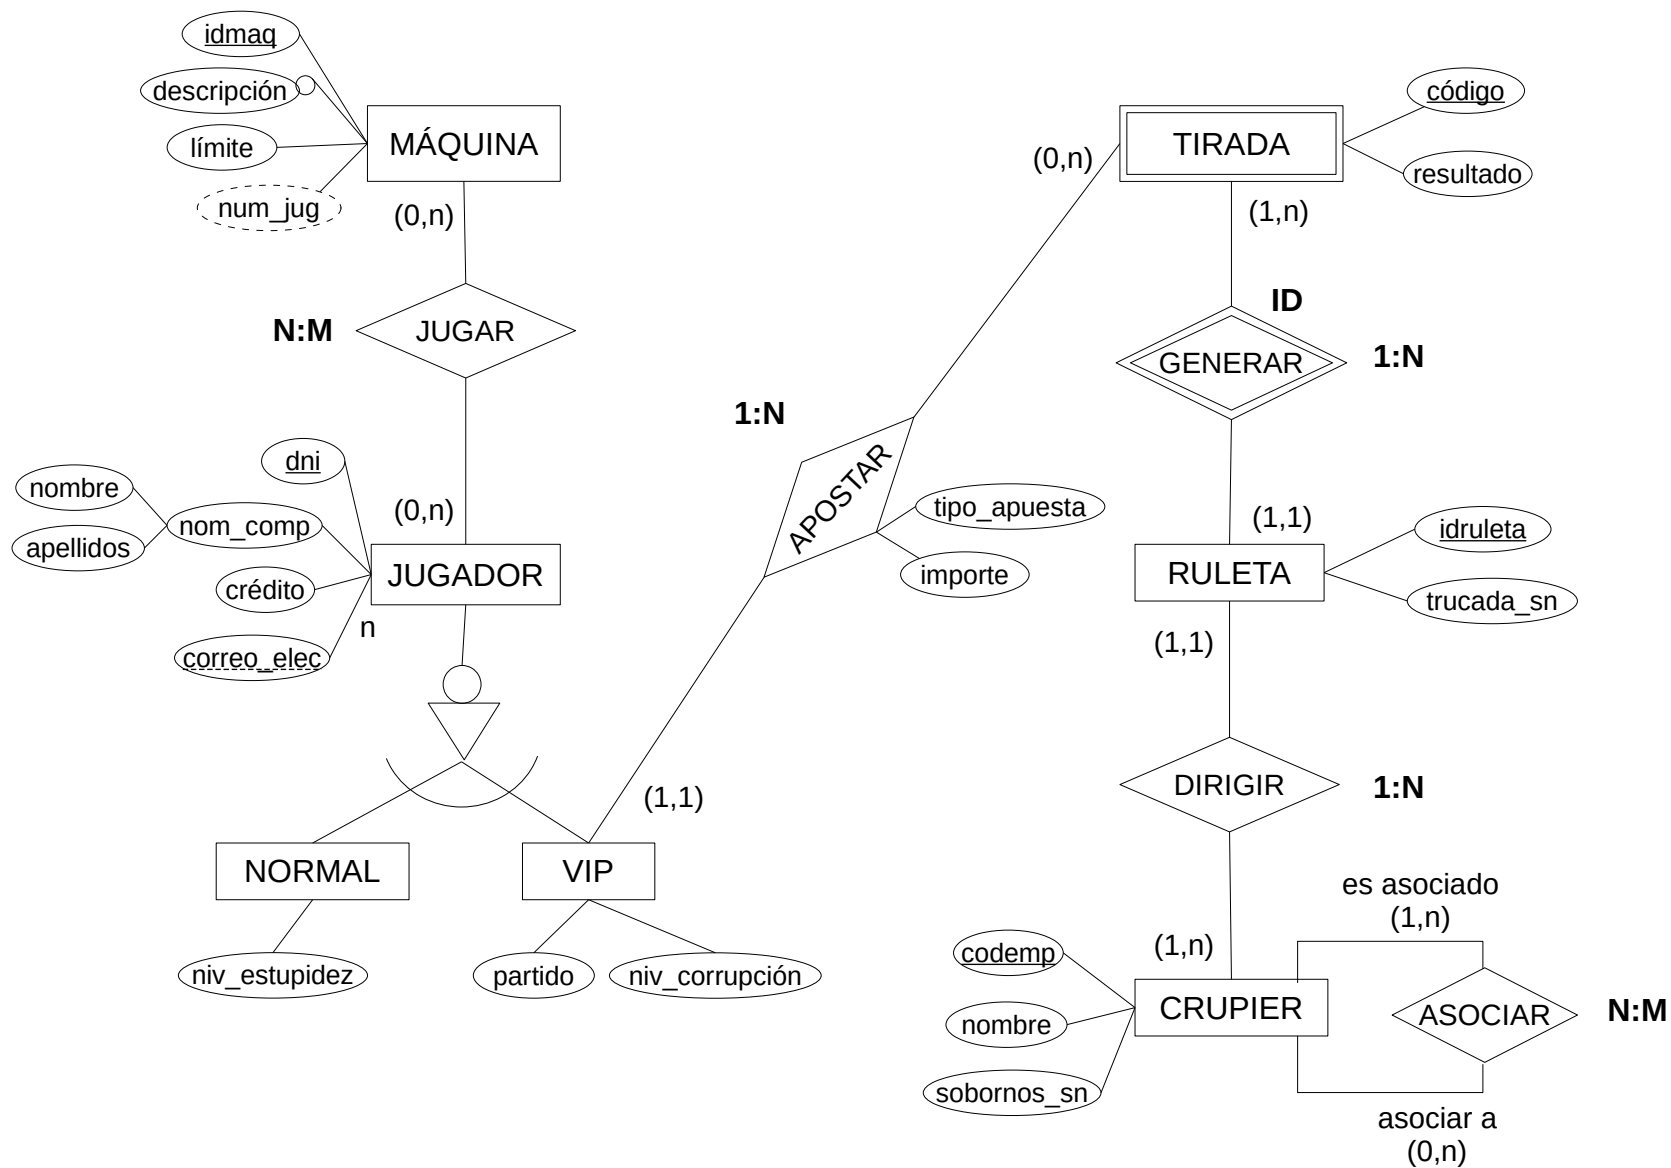 idmaq
descripción
límite
num_jug
MÁQUINA
(0,n)
N:M
JUGAR
(0,n)
dni
nombre
apellidos
nom_comp
crédito
n
correo_elec
JUGADOR
NORMAL
niv_estupidez
VIP
partido
niv_corrupción
(1,1)
1:N
APOSTAR
tipo_apuesta
importe
(0,n)
TIRADA
código
resultado
(1,n)
ID
GENERAR
1:N
(1,1)
RULETA
idruleta
trucada_sn
(1,1)
DIRIGIR
1:N
(1,n)
codemp
nombre
sobornos_sn
CRUPIER
es asociado
(1,n)
ASOCIAR
N:M
asociar a
(0,n)